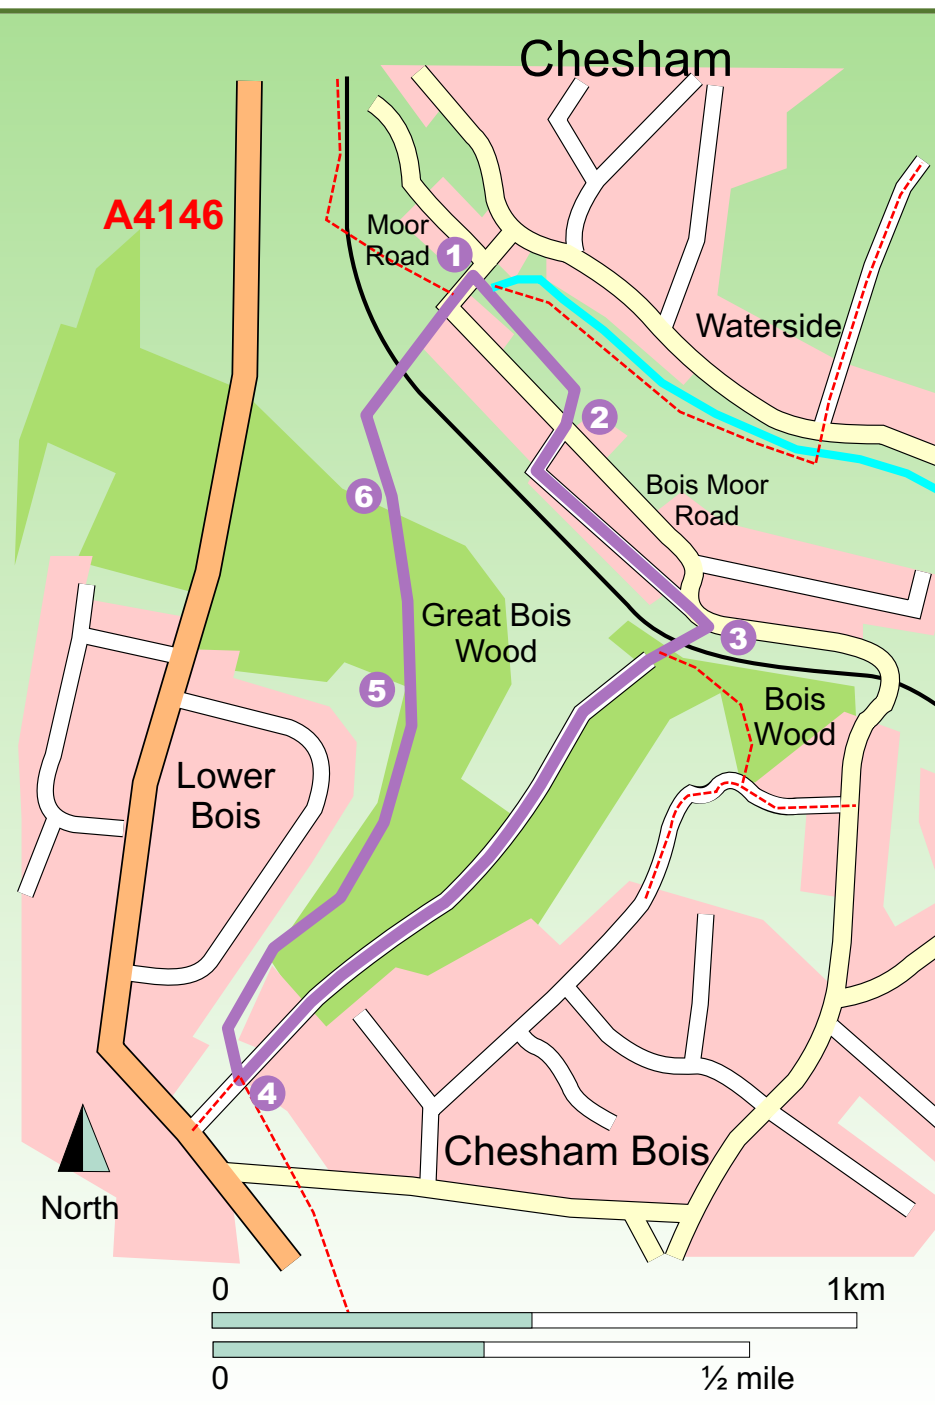 Chesham
A4146
Moor
Road
1
Waterside
2
Bois Moor
Road
6
Great Bois
Wood
3
5
Bois
Wood
Lower
Bois
4
Chesham Bois
North
0 1km
0 ½ mile